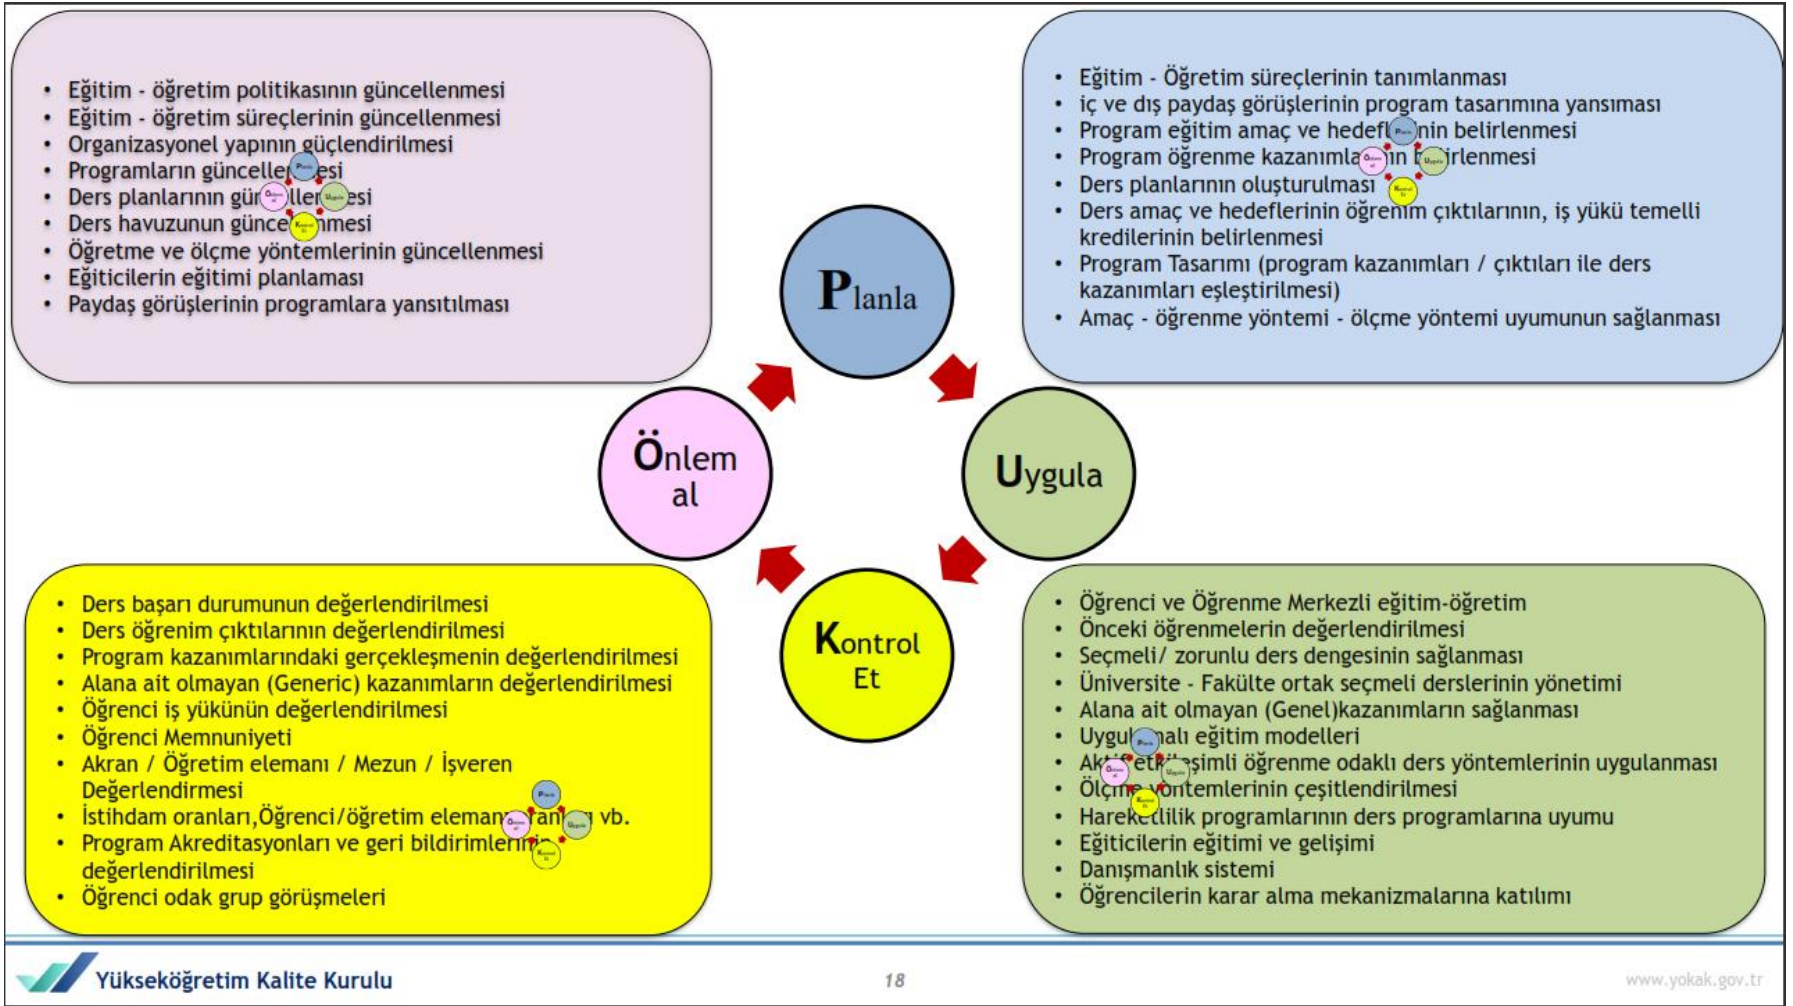 • Eğitim - öğretim politikasının güncellenmesi
• Eğitim - öğretim süreçlerinin güncellenmesi
• Organizasyonel yapının güçlendirilmesi
• Programların
• Ders planlarının
• Ders havuzunun
• Öğretme ve ölçme yöntemlerinin güncellenmesi
• Eğiticilerin eğitimi planlaması
• Paydaş görüşlerinin programlara yansıtılması
• Eğitim - Öğretim süreçlerinin tanımlanması
• iç ve dış paydaş görüşlerinin program tasarımına yansıması
• Program eğitim amaç ve belirlenmesi
• Program öğrenme
• Ders planlarının oluşturulması
• Ders amaç ve hedeflerinin öğrenim çıktılarının, iş yükü temelli
kredilerinin belirlenmesi
• Program Tasarımı (program kazanımları / çıktıları ile ders
kazanımları eşleştirilmesi)
• Amaç - öğrenme yöntemi - ölçme yöntemi uyumunun sağlanması
Planla
Uygula
Kontrol
Et
Önlem
al
• Ders başarı durumunun değerlendirilmesi
• Ders öğrenim çıktılarının değerlendirilmesi
• Program kazanımlarındaki gerçekleşmenin değerlendirilmesi
• Alana ait olmayan (Generic) kazanımların değerlendirilmesi
• Öğrenci iş yükünün değerlendirilmesi
• Öğrenci Memnuniyeti
• Akran / Öğretim elemanı / Mezun / İşveren
Değerlendirmesi
• İstihdam oranları,Öğrenci/öğretim vb.
• Program Akreditasyonları ve geri bildirimlerinin
değerlendirilmesi
• Öğrenci odak grup görüşmeleri
• Öğrenci ve Öğrenme Merkezli eğitim-öğretim
• Önceki öğrenmelerin değerlendirilmesi
• Seçmeli/ zorunlu ders dengesinin sağlanması
• Üniversite - Fakülte ortak seçmeli derslerinin yönetimi
• Alana ait olmayan (Genel)kazanımların sağlanması
• Uygulamalı eğitim modelleri
• Aktif etkileşimli öğrenme odaklı ders yöntemlerinin uygulanması
• Ölçme yöntemlerinin çeşitlendirilmesi
• Hareketlilik programlarının ders programlarına uyumu
• Eğiticilerin eğitimi ve gelişimi
• Danışmanlık sistemi
• Öğrencilerin karar alma mekanizmalarına katılımı
Yükseköğretim Kalite Kurulu
18
www.yokak.gov.tr